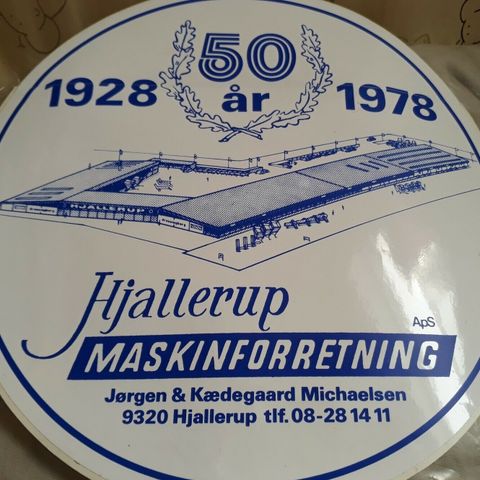 50
år
1928 1978
HJALLERUP
Hjallerup
ApS
MASKINFORRETNING
Jørgen & Kædegaard Michaelsen
9320 Hjallerup tlf. 08-28 14 11